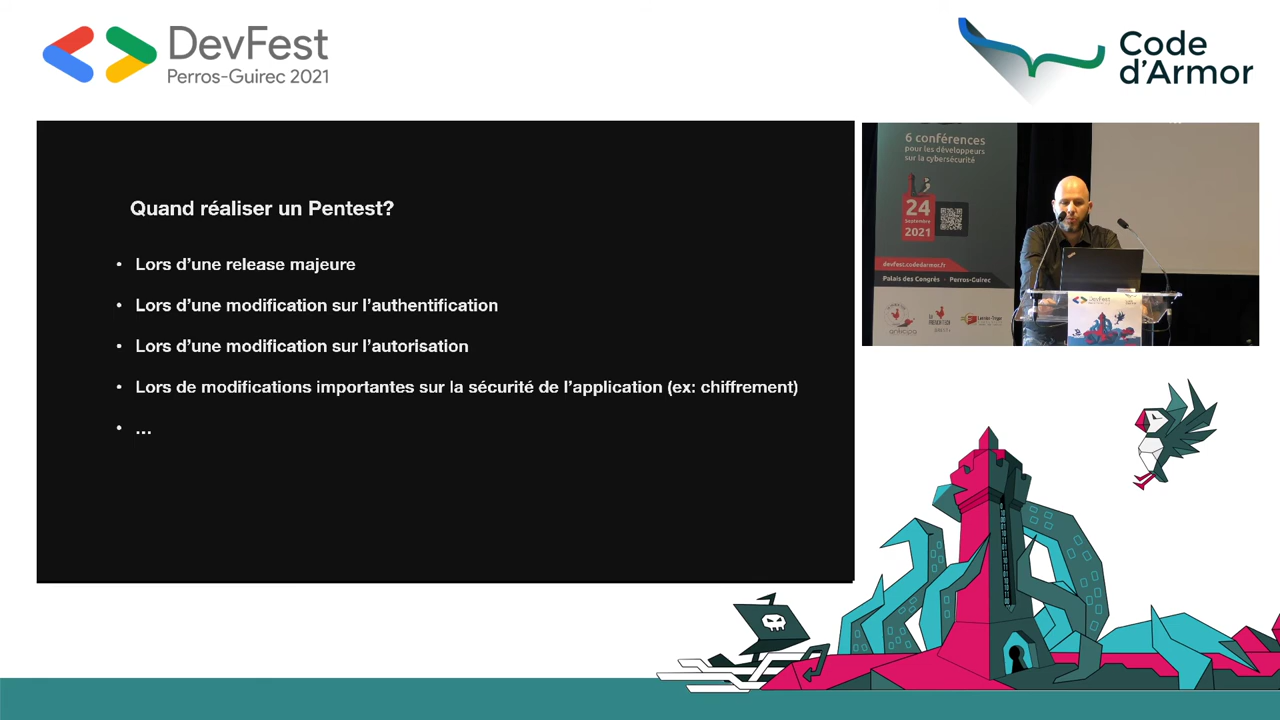 DevFest
Perros-Guirec 2021
Code
d'Armor
Quand réaliser un Pentest?
• Lors d'une release majeure
• Lors d'une modification sur l'authentification
• Lors d'une modification sur l'autorisation
• Lors de modifications importantes sur la sécurité de l'application (ex: chiffrement)
• ...
6 conférences
pour les développeurs
sur la cybersécurité
24
septembre
2021
devfest.codedarmor.fr
Palais des Congrès - Perros-Guirec
DevFest